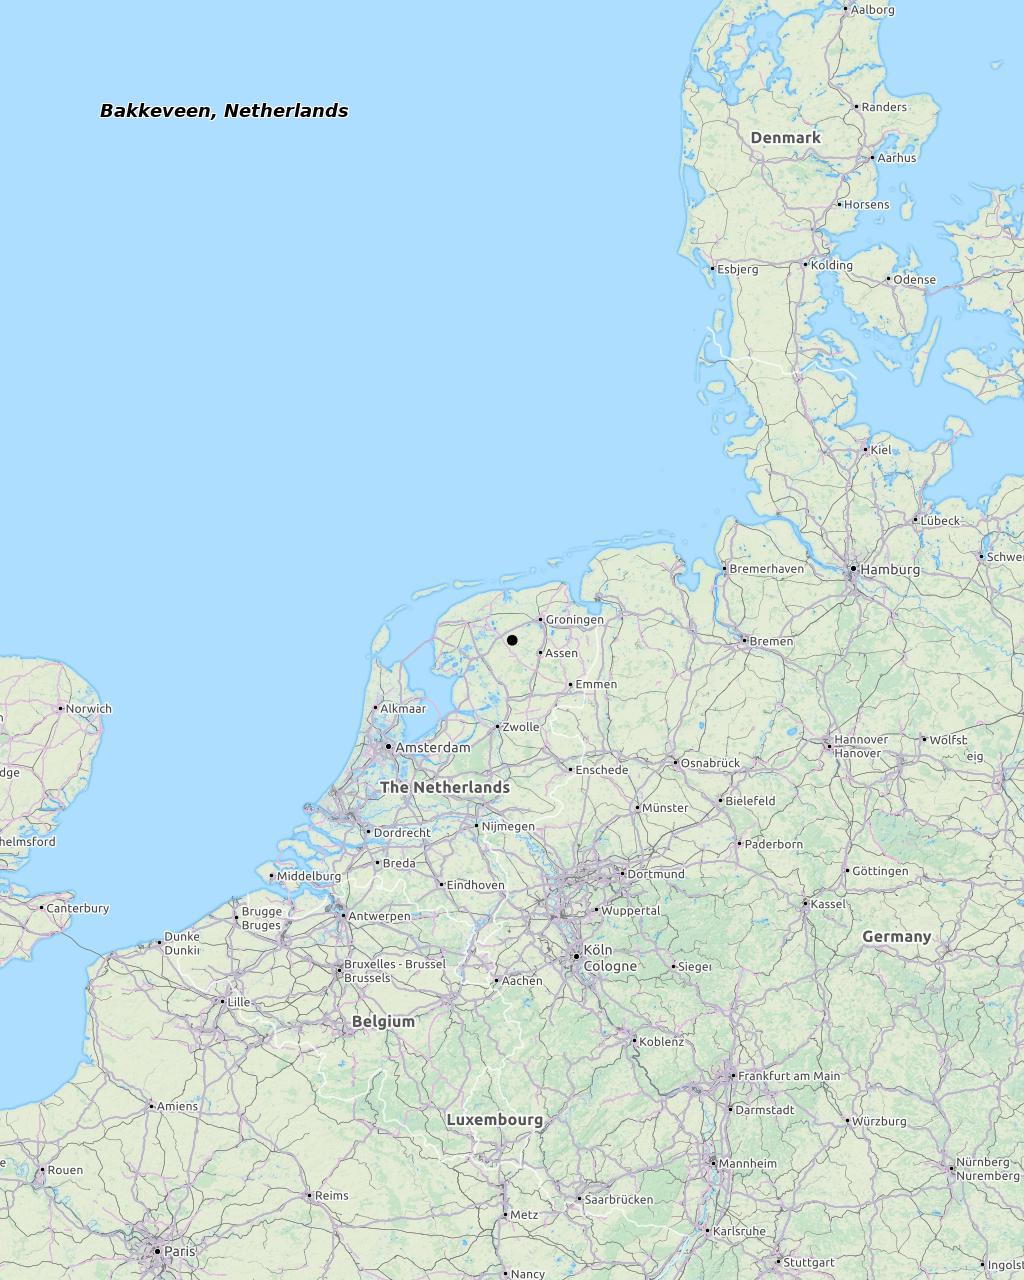 Aalborg
Bakkeveen, Netherlands
Randers
Denmark
Aarhus
Horsens
Esbjerg
Kolding
Odense
Kiel
Lübeck
Schwer
Bremerhaven
Hamburg
Groningen
Bremen
Assen
Emmen
Norwich
Alkmaar
Zwolle
Amsterdam
Hannover
Hanover
Wolfst
eig
Osnabrück
Enschede
dge
The Netherlands
Münster
Bielefeld
Nijmegen
Dordrecht
helmsford
Paderborn
Breda
Göttingen
Middelburg
Dortmund
Eindhoven
Kassel
Canterbury
Brugge
Bruges
Antwerpen
Wuppertal
Dunke
Germany
Köln
Cologne
Bruxelles - Brussel
Brussels
Siegei
Aachen
Lille
Belgium
Koblenz
Frankfurt am Main
Amiens
Darmstadt
Luxembourg
Würzburg
e
Rouen
Mannheim
Nürnberg
Nuremberg
Reims
Saarbrücken
Metz
Karlsruhe
Paris
Stuttgart
Ingolst
Nancy